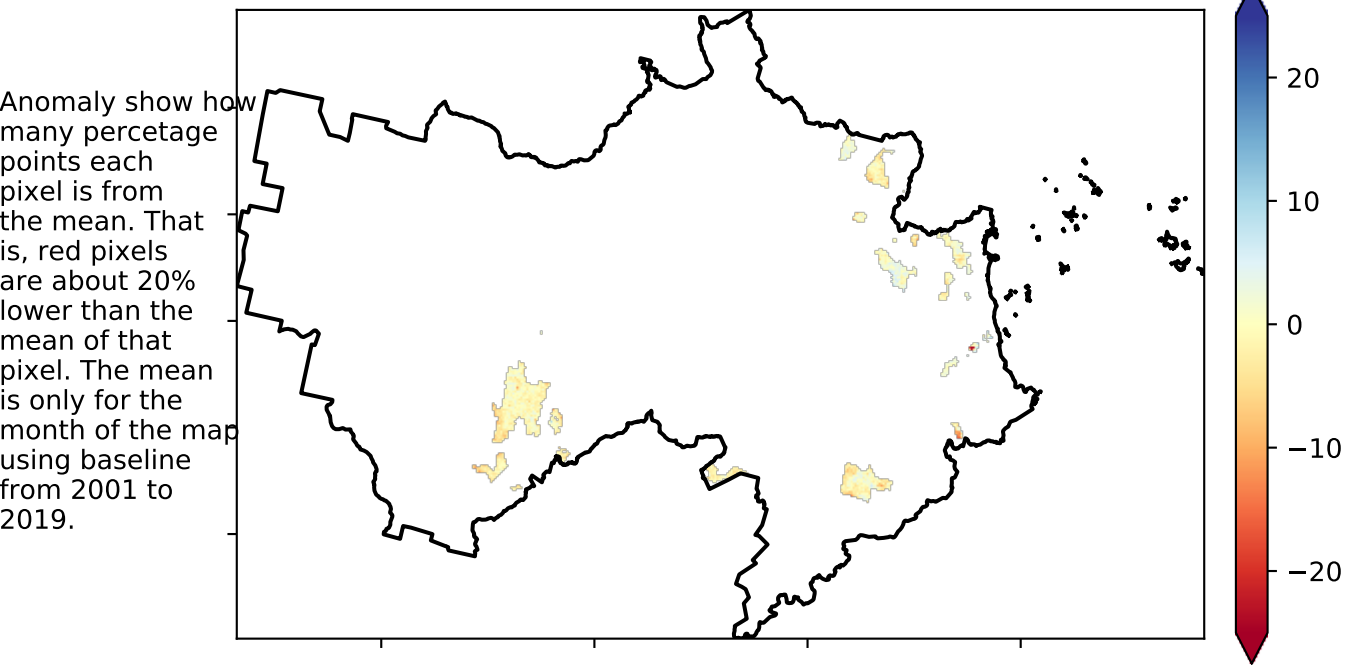 Anomaly show how
many percetage
points each
pixel is from
the mean. That
is, red pixels
are about 20%
lower than the
mean of that
pixel. The mean
is only for the
month of the map
using baseline
from 2001 to
2019.
20
10
0
−10
−20